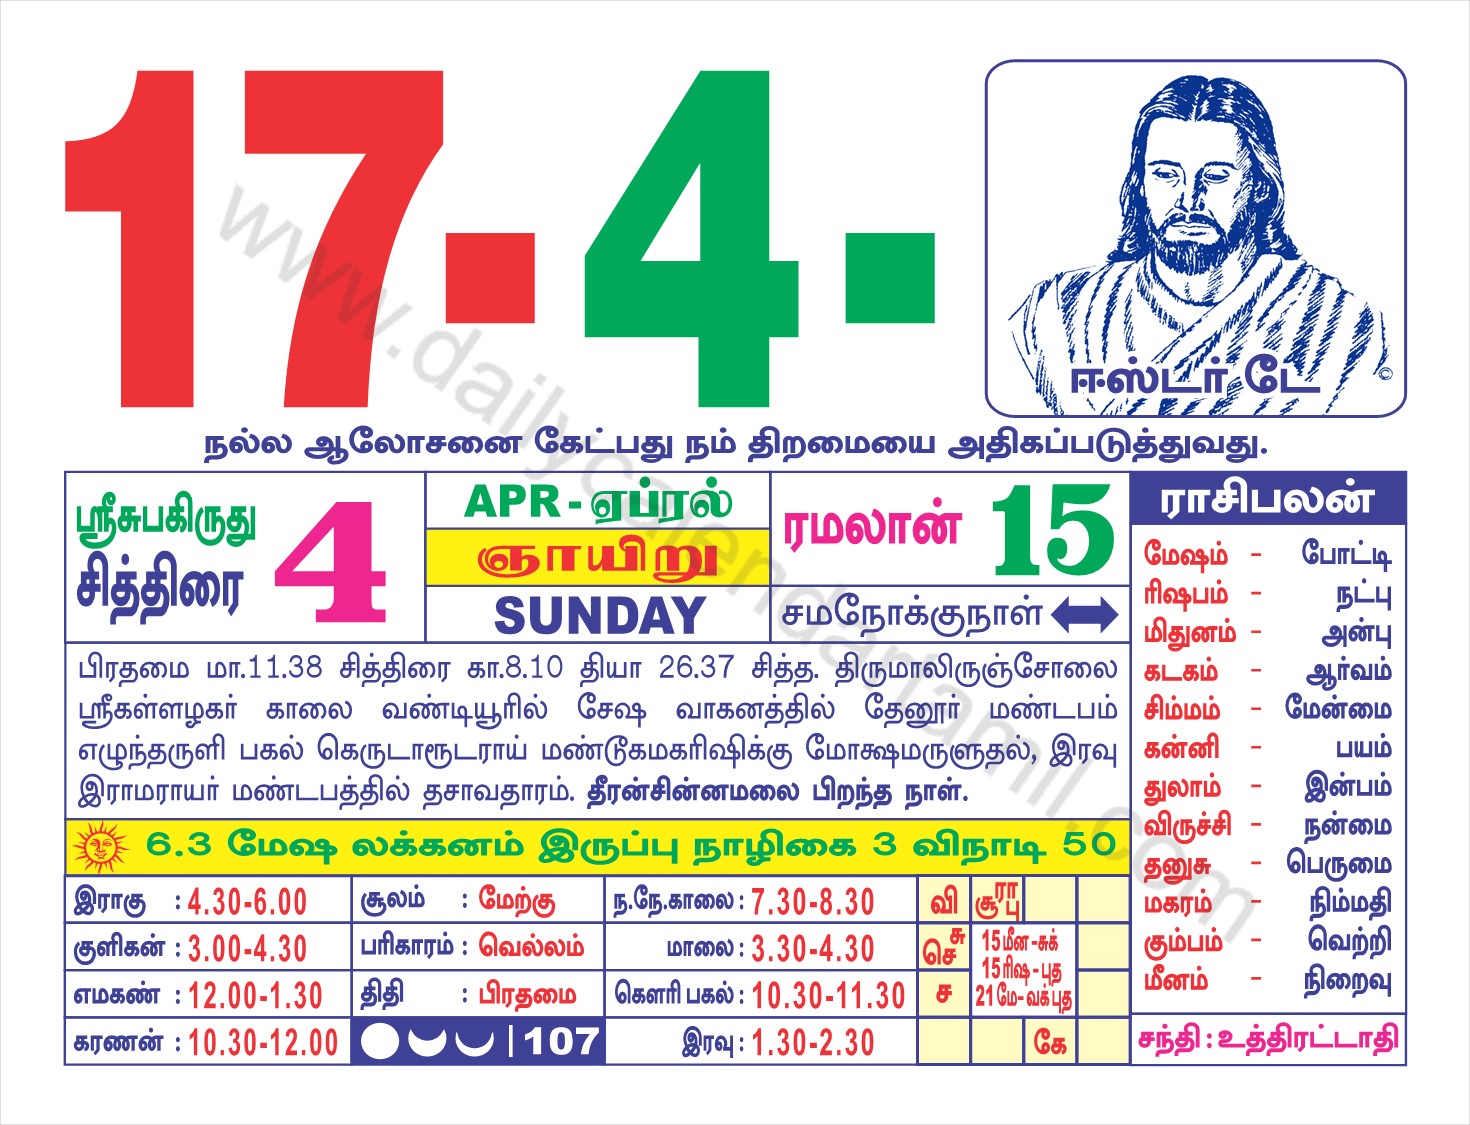 17-4-
ஈஸ்டர் டே ©
நல்ல ஆலோசனை கேட்பது நம் திறமையை அதிகப்படுத்துவது.
ஸ்ரீசுபகிருது
சித்திரை 4
APR - ஏப்ரல்
ஞாயிறு
SUNDAY
ரமலான் 15
சமநோக்குநாள்
பிரதமை மா.11.38 சித்திரை கா.8.10 தியா 26.37 சித்த. திருமாலிருஞ்சோலை
ஸ்ரீகள்ளழகர் காலை வண்டியூரில் சேஷ வாகனத்தில் தேனூர் மண்டபம்
எழுந்தருளி பகல் கெருடாரூடராய் மண்டூகமகரிஷிக்கு மோக்ஷமருளுதல், இரவு
இராமராயர் மண்டபத்தில் தசாவதாரம். தீரன்சின்னமலை பிறந்த நாள்.
6.3 மேஷ லக்கனம் இருப்பு நாழிகை 3 விநாடி 50
இராகு : 4.30-6.00
குளிகன் : 3.00-4.30
எமகண் : 12.00-1.30
கரணன் : 10.30-12.00
சூலம் : மேற்கு
பரிகாரம் : வெல்லம்
திதி : பிரதமை
107
ந.நே.காலை : 7.30-8.30
மாலை : 3.30-4.30
கௌரி பகல் : 10.30-11.30
இரவு : 1.30-2.30
வி
சூ ரா பு
செ சு
ச
15 மீன - சுக்
15 ரிஷ - புத
21 மே - வக் புத
கே
ராசிபலன்
மேஷம் - போட்டி
ரிஷபம் - நட்பு
மிதுனம் - அன்பு
கடகம் - ஆர்வம்
சிம்மம் - மேன்மை
கன்னி - பயம்
துலாம் - இன்பம்
விருச்சி - நன்மை
தனுசு - பெருமை
மகரம் - நிம்மதி
கும்பம் - வெற்றி
மீனம் - நிறைவு
சந்தி : உத்திரட்டாதி
www.dailycalendartamil.com